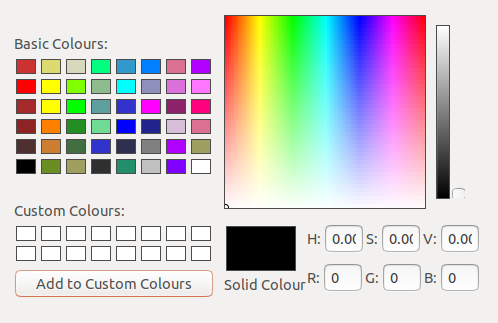 Basic Colours:
Custom Colours:
Add to Custom Colours
Solid Colour
H: 0.00 S: 0.00 V: 0.00
R: 0 G: 0 B: 0